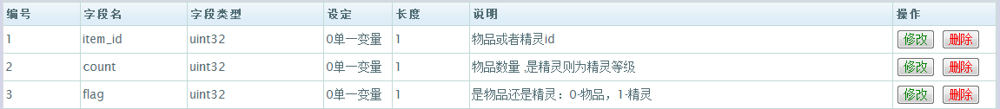 编号 字段名 字段类型 设定 长度 说明 操作
1 item_id uint32 0单一变量 1 物品或者精灵id 修改 删除
2 count uint32 0单一变量 1 物品数量 ,是精灵则为精灵等级 修改 删除
3 flag uint32 0单一变量 1 是物品还是精灵：0-物品，1-精灵 修改 删除